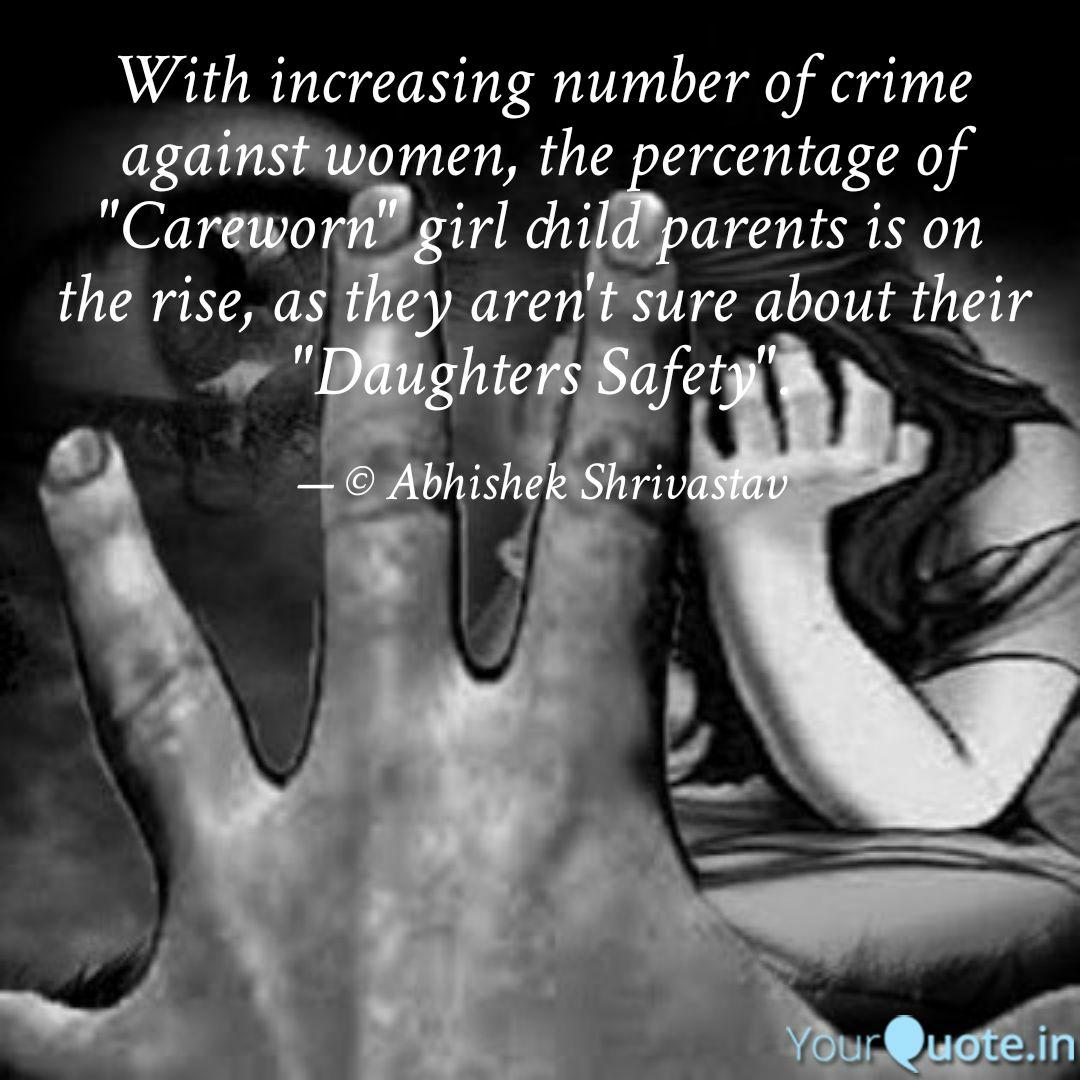 With increasing number of crime
against women, the percentage of
"Careworn" girl child parents is on
the rise, as they aren't sure about their
"Daughters Safety".
— © Abhishek Shrivastav
YourQuote.in